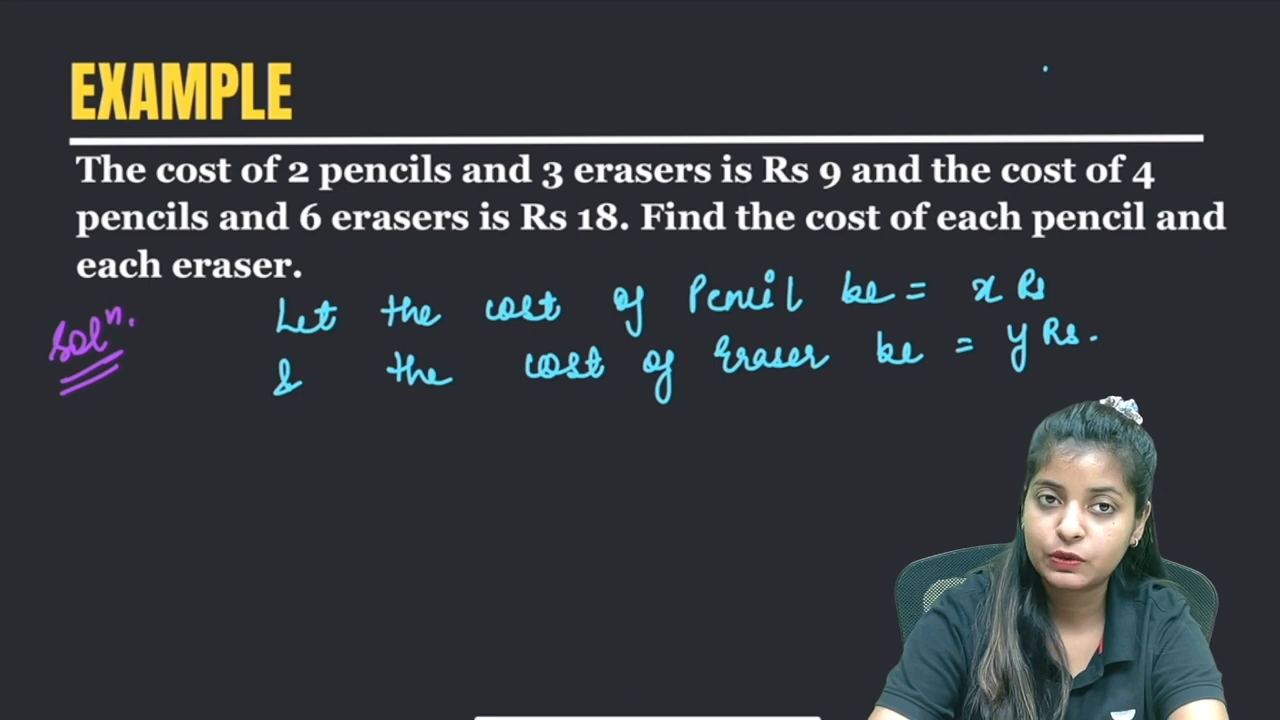 EXAMPLE
The cost of 2 pencils and 3 erasers is Rs 9 and the cost of 4
pencils and 6 erasers is Rs 18. Find the cost of each pencil and
each eraser.
Solⁿ.
Let the cost of Pencil be = x Rs
& the cost of Eraser be = y Rs.